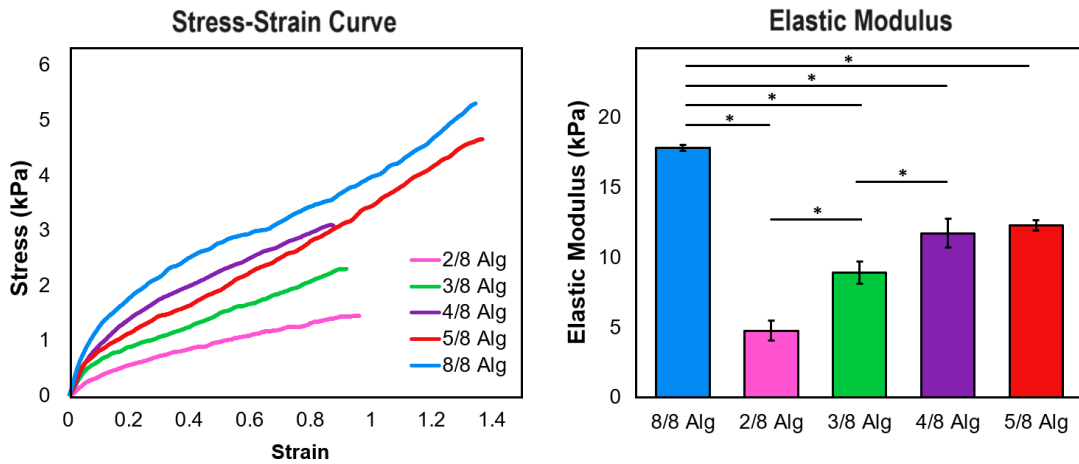 Stress-Strain Curve
Stress (kPa)
6
5
4
3
2
1
0
0 0.2 0.4 0.6 0.8 1 1.2 1.4
Strain
2/8 Alg
3/8 Alg
4/8 Alg
5/8 Alg
8/8 Alg
Elastic Modulus
Elastic Modulus (kPa)
20
15
10
5
0
*
*
*
*
*
*
8/8 Alg 2/8 Alg 3/8 Alg 4/8 Alg 5/8 Alg